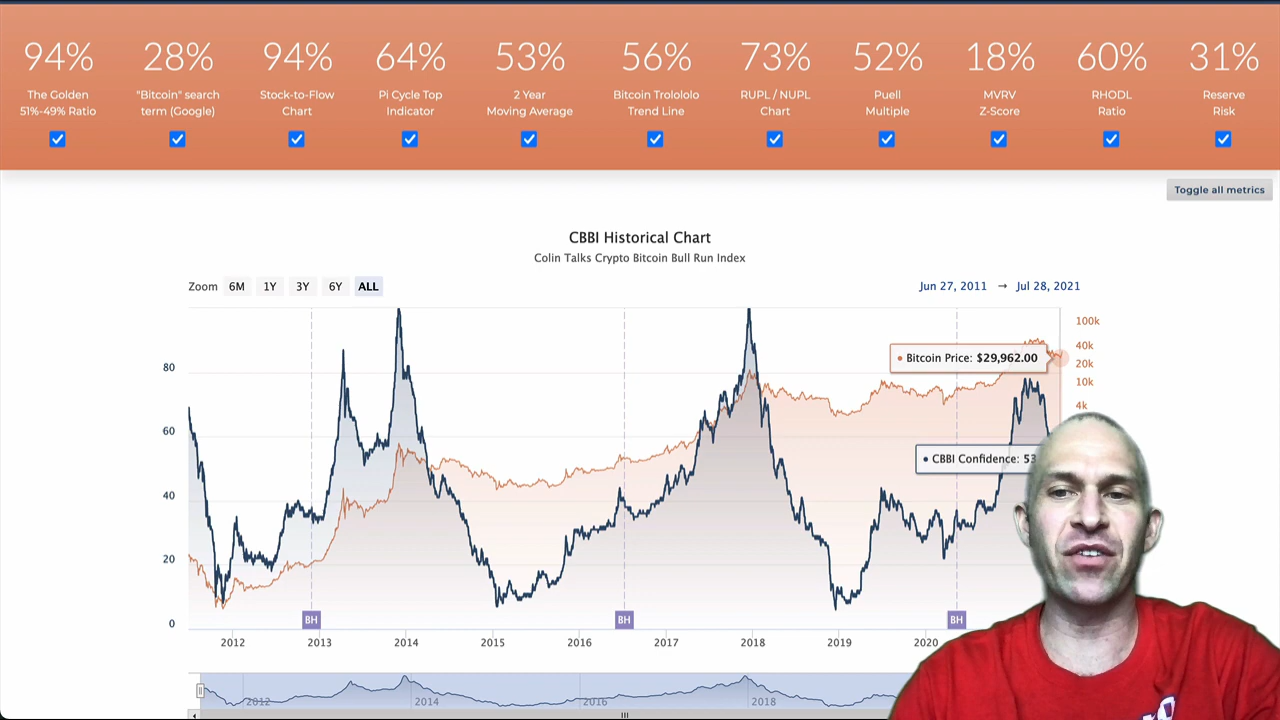 94% 28% 94% 64% 53% 56% 73% 52% 18% 60% 31%
The Golden "Bitcoin" search Stock-to-Flow Pi Cycle Top 2 Year Bitcoin Trolololo RUPL / NUPL Puell MVRV RHODL Reserve
51%-49% Ratio term (Google) Chart Indicator Moving Average Trend Line Chart Multiple Z-Score Ratio Risk
Toggle all metrics
CBBI Historical Chart
Colin Talks Crypto Bitcoin Bull Run Index
Zoom 6M 1Y 3Y 6Y ALL Jun 27, 2011 → Jul 28, 2021
100k
40k
Bitcoin Price: $29,962.00
80 20k
10k
4k
60
CBBI Confidence: 53
40
20
0 BH BH BH
2012 2013 2014 2015 2016 2017 2018 2019 2020
2012 2014 2016 2018